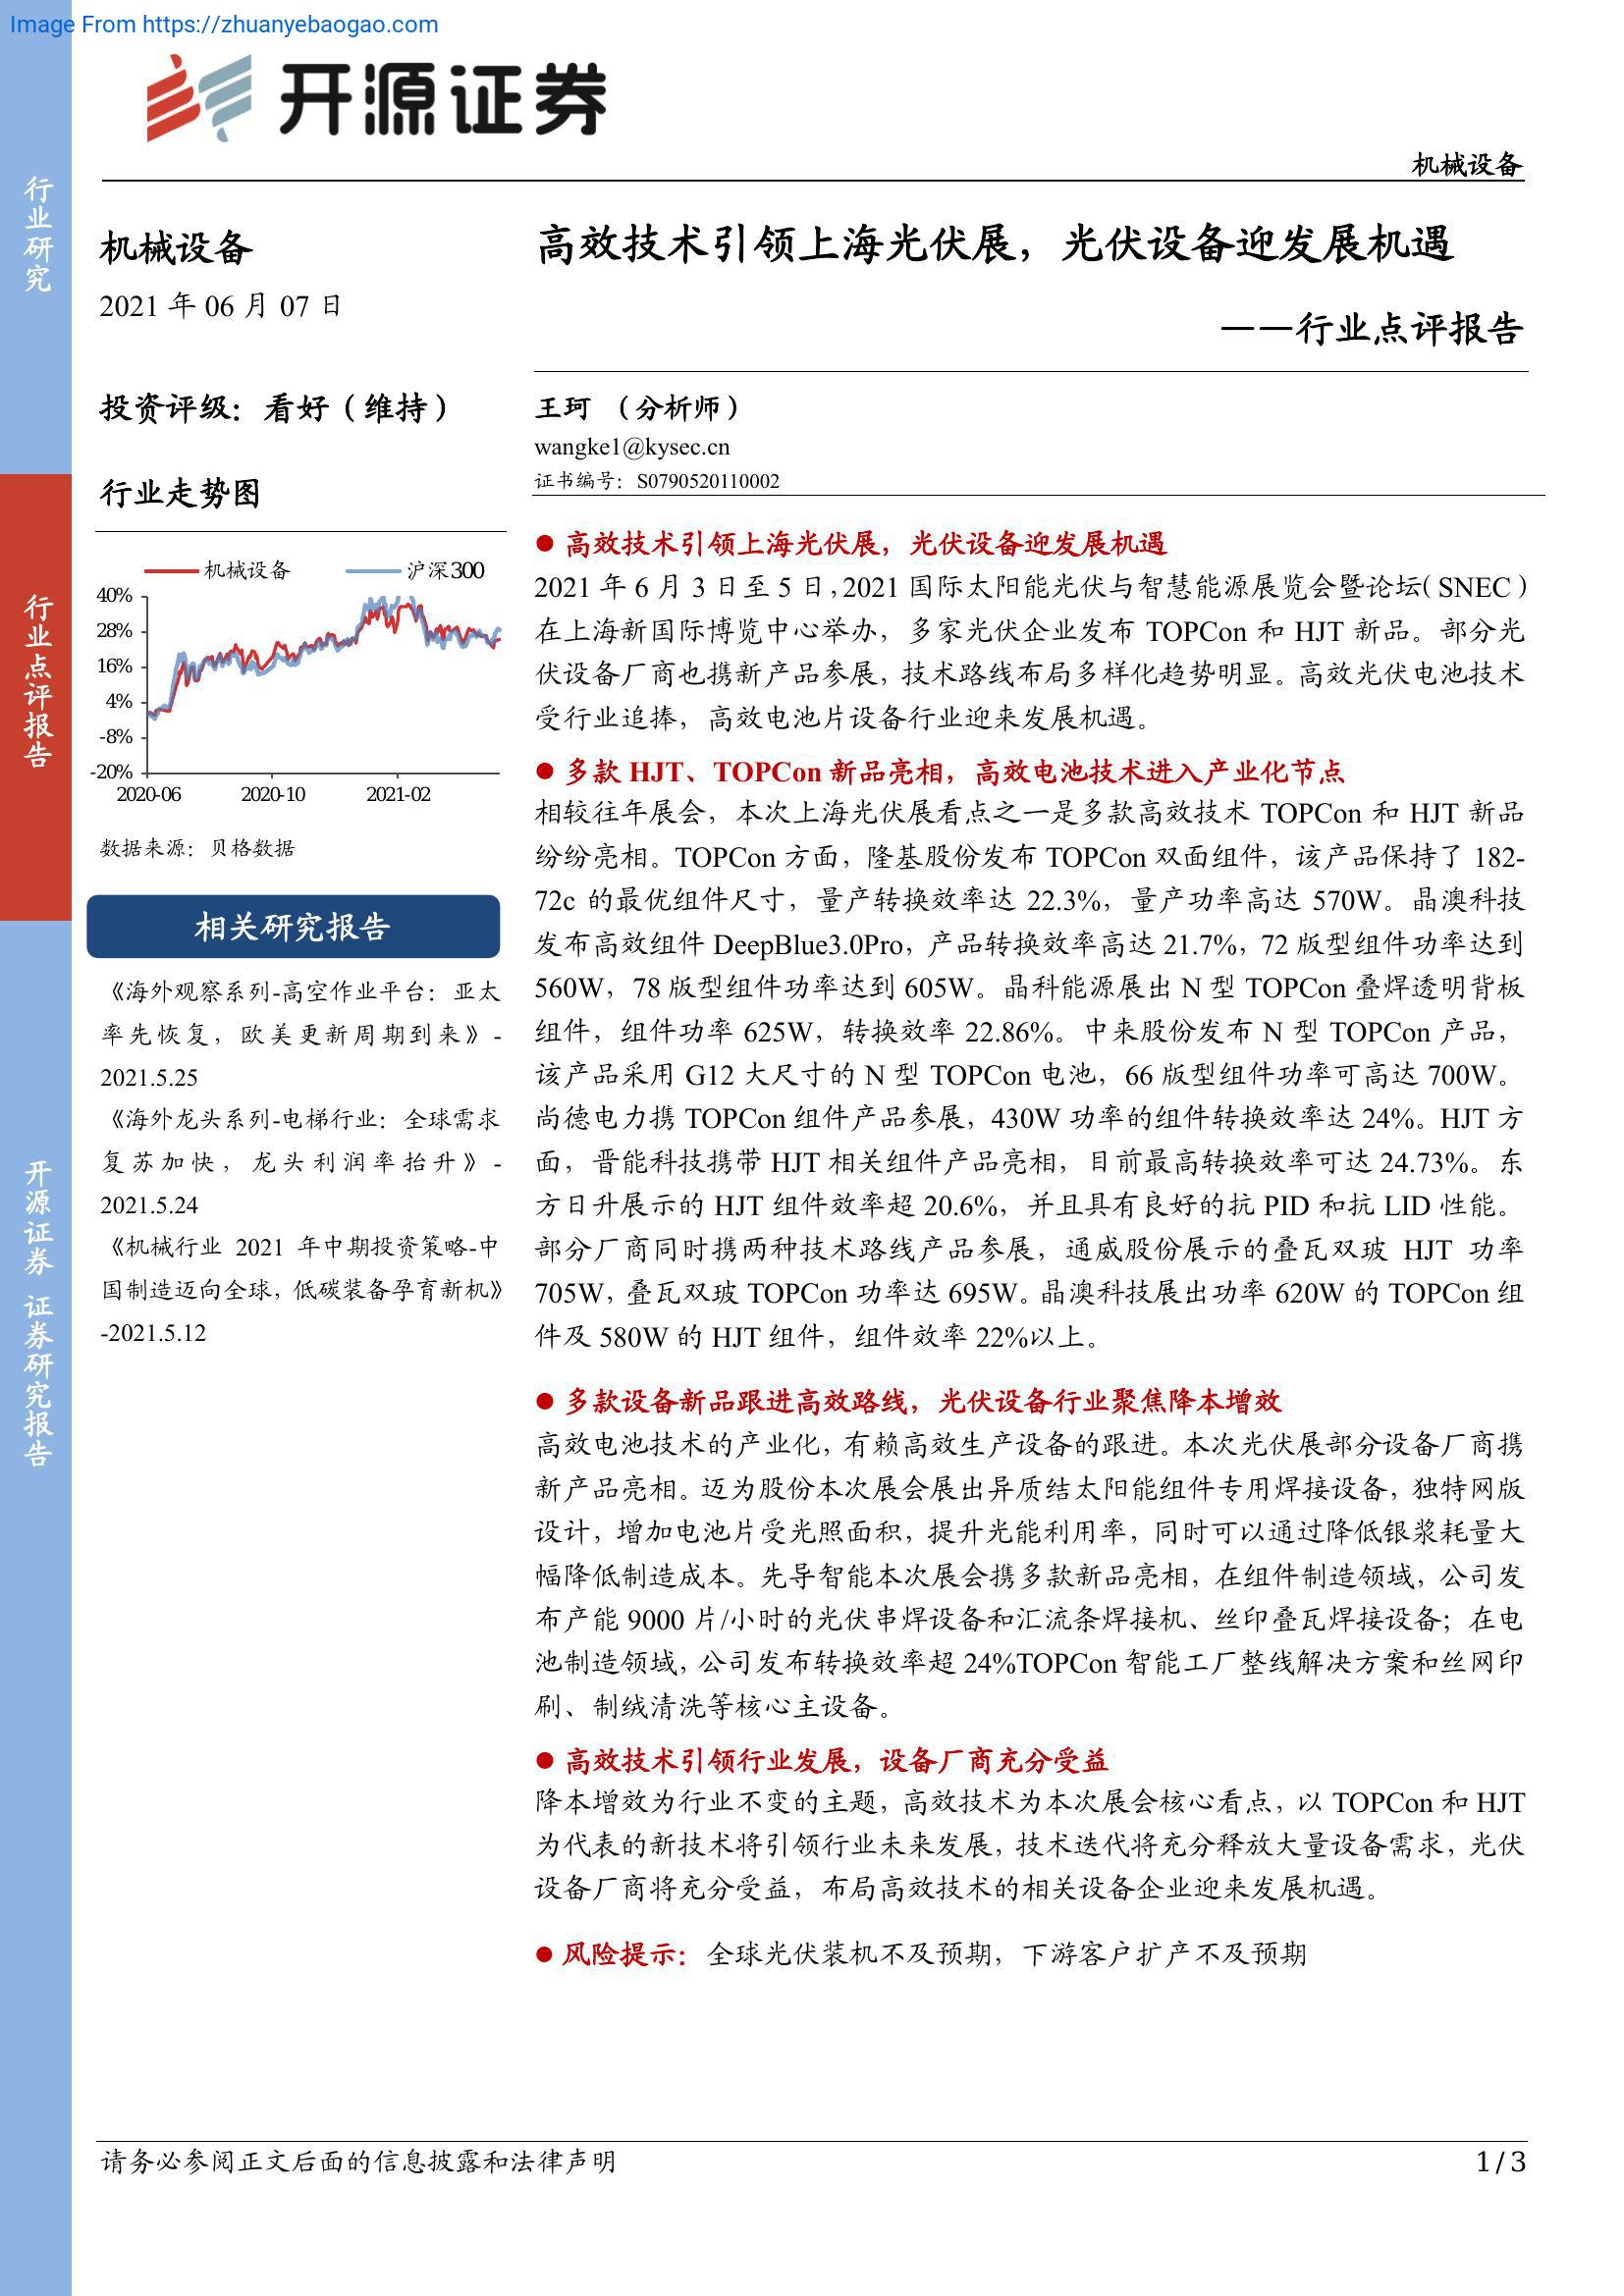 Image From https://zhuanyebaogao.com
开源证券
机械设备
行业研究
行业点评报告
开源证券 证券研究报告
机械设备
2021 年 06 月 07 日
投资评级：看好（维持）
行业走势图
机械设备 沪深300
40%
28%
16%
4%
-8%
-20%
2020-06 2020-10 2021-02
数据来源：贝格数据
相关研究报告
《海外观察系列-高空作业平台：亚太
率先恢复，欧美更新周期到来》-
2021.5.25
《海外龙头系列-电梯行业：全球需求
复苏加快，龙头利润率抬升》-
2021.5.24
《机械行业 2021 年中期投资策略-中
国制造迈向全球，低碳装备孕育新机》
-2021.5.12
高效技术引领上海光伏展，光伏设备迎发展机遇
——行业点评报告
王珂 （分析师）
wangke1@kysec.cn
证书编号：S0790520110002
● 高效技术引领上海光伏展，光伏设备迎发展机遇
2021 年 6 月 3 日至 5 日，2021 国际太阳能光伏与智慧能源展览会暨论坛（SNEC）
在上海新国际博览中心举办，多家光伏企业发布 TOPCon 和 HJT 新品。部分光
伏设备厂商也携新产品参展，技术路线布局多样化趋势明显。高效光伏电池技术
受行业追捧，高效电池片设备行业迎来发展机遇。
● 多款 HJT、TOPCon 新品亮相，高效电池技术进入产业化节点
相较往年展会，本次上海光伏展看点之一是多款高效技术 TOPCon 和 HJT 新品
纷纷亮相。TOPCon 方面，隆基股份发布 TOPCon 双面组件，该产品保持了 182-
72c 的最优组件尺寸，量产转换效率达 22.3%，量产功率高达 570W。晶澳科技
发布高效组件 DeepBlue3.0Pro，产品转换效率高达 21.7%，72 版型组件功率达到
560W，78 版型组件功率达到 605W。晶科能源展出 N 型 TOPCon 叠焊透明背板
组件，组件功率 625W，转换效率 22.86%。中来股份发布 N 型 TOPCon 产品，
该产品采用 G12 大尺寸的 N 型 TOPCon 电池，66 版型组件功率可高达 700W。
尚德电力携 TOPCon 组件产品参展，430W 功率的组件转换效率达 24%。HJT 方
面，晋能科技携带 HJT 相关组件产品亮相，目前最高转换效率可达 24.73%。东
方日升展示的 HJT 组件效率超 20.6%，并且具有良好的抗 PID 和抗 LID 性能。
部分厂商同时携两种技术路线产品参展，通威股份展示的叠瓦双玻 HJT 功率
705W，叠瓦双玻 TOPCon 功率达 695W。晶澳科技展出功率 620W 的 TOPCon 组
件及 580W 的 HJT 组件，组件效率 22%以上。
● 多款设备新品跟进高效路线，光伏设备行业聚焦降本增效
高效电池技术的产业化，有赖高效生产设备的跟进。本次光伏展部分设备厂商携
新产品亮相。迈为股份本次展会展出异质结太阳能组件专用焊接设备，独特网版
设计，增加电池片受光照面积，提升光能利用率，同时可以通过降低银浆耗量大
幅降低制造成本。先导智能本次展会携多款新品亮相，在组件制造领域，公司发
布产能 9000 片/小时的光伏串焊设备和汇流条焊接机、丝印叠瓦焊接设备；在电
池制造领域，公司发布转换效率超 24%TOPCon 智能工厂整线解决方案和丝网印
刷、制绒清洗等核心主设备。
● 高效技术引领行业发展，设备厂商充分受益
降本增效为行业不变的主题，高效技术为本次展会核心看点，以 TOPCon 和 HJT
为代表的新技术将引领行业未来发展，技术迭代将充分释放大量设备需求，光伏
设备厂商将充分受益，布局高效技术的相关设备企业迎来发展机遇。
● 风险提示：全球光伏装机不及预期，下游客户扩产不及预期
请务必参阅正文后面的信息披露和法律声明
1/3